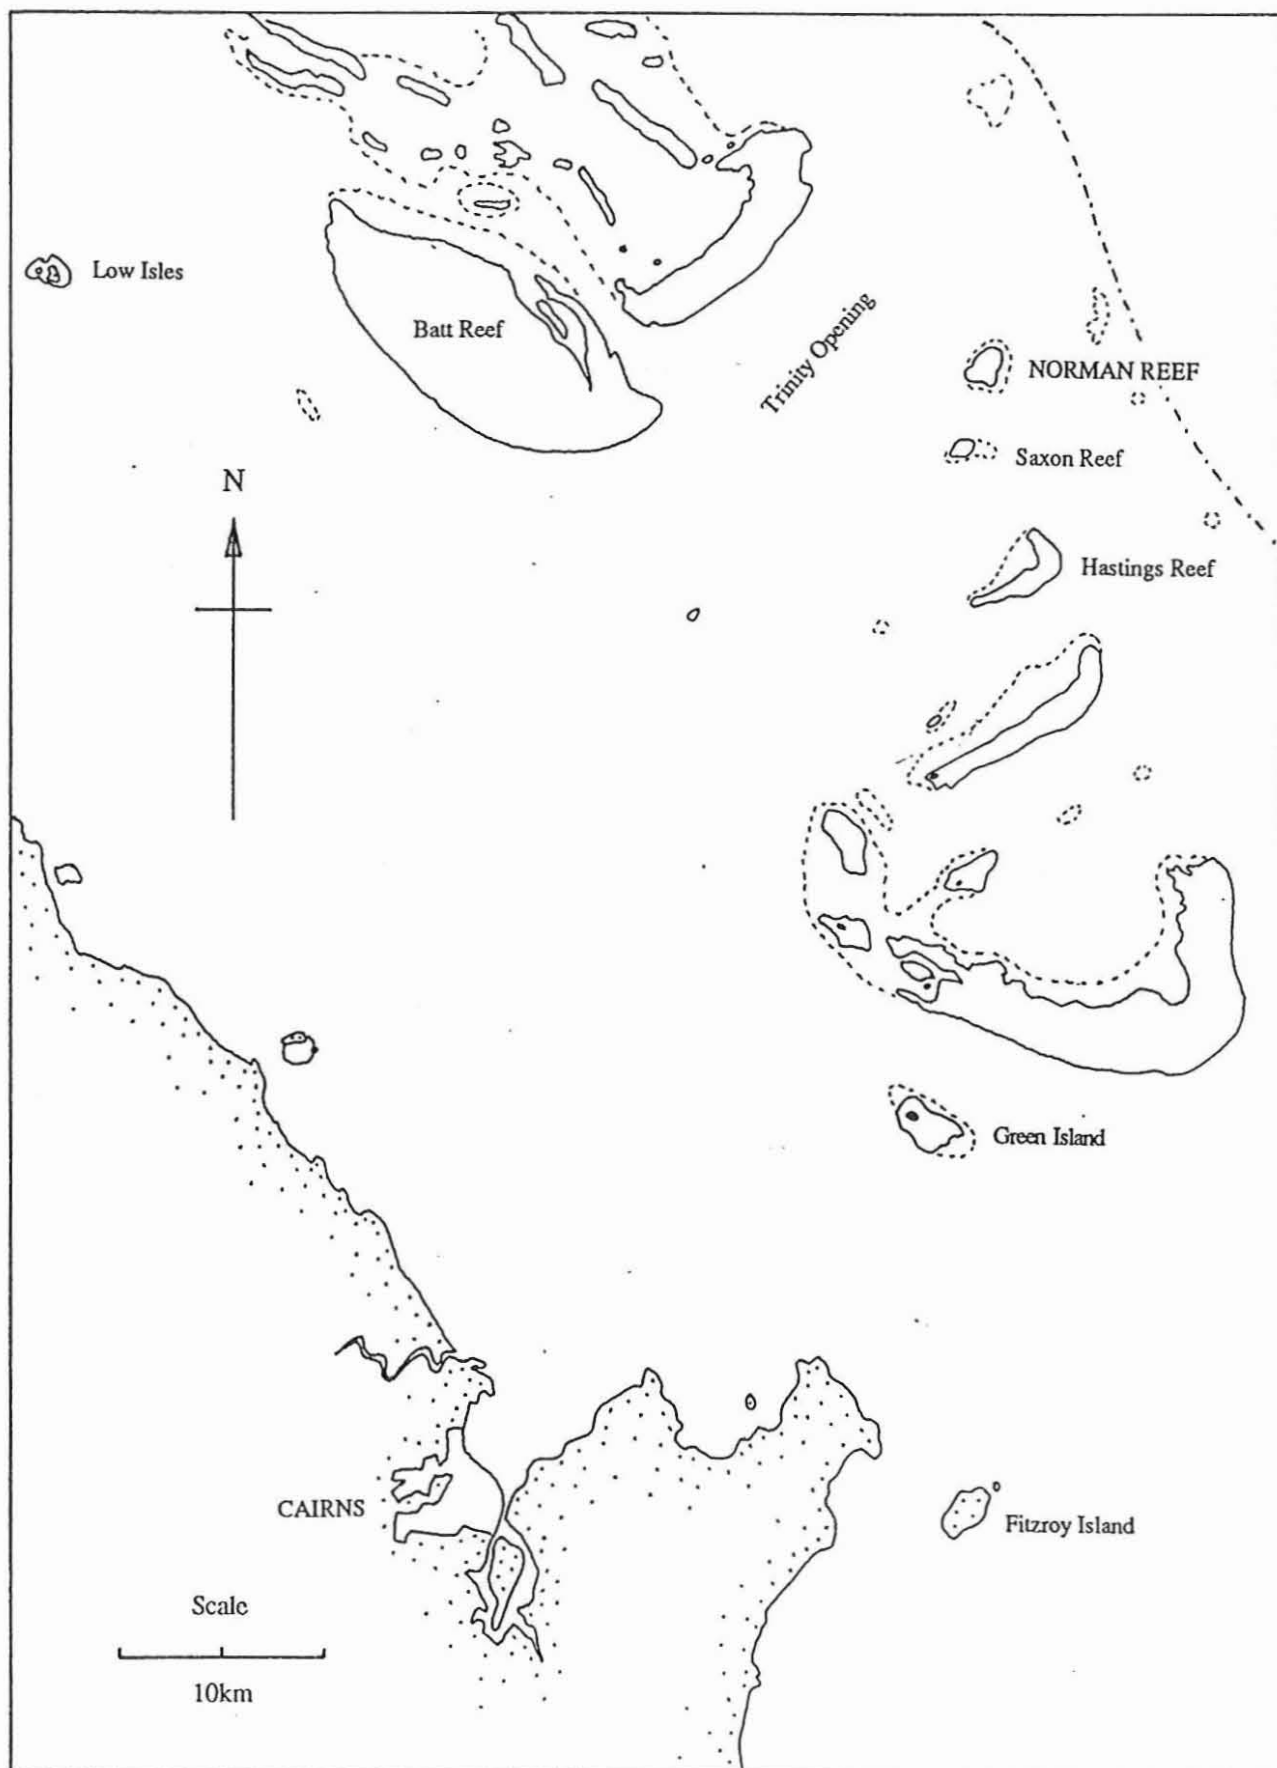 Low Isles
Batt Reef
Trinity Opening
NORMAN REEF
Saxon Reef
N
Hastings Reef
Green Island
CAIRNS
Fitzroy Island
Scale
10km